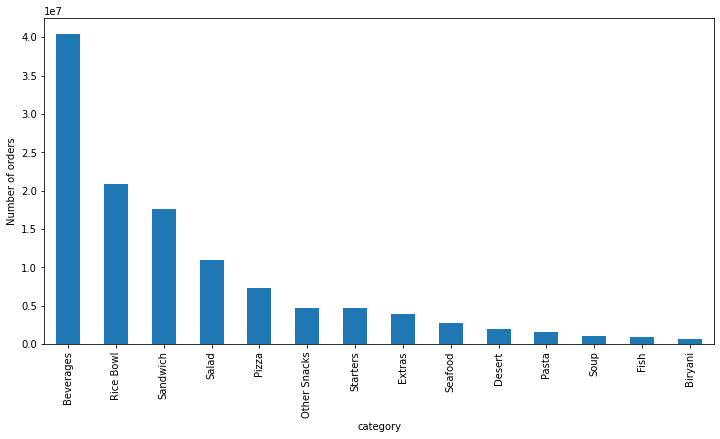 1e7
4.0
3.5
3.0
2.5
2.0
1.5
1.0
0.5
0.0
Number of orders
Beverages
Rice Bowl
Sandwich
Salad
Pizza
Other Snacks
Starters
Extras
Seafood
Desert
Pasta
Soup
Fish
Biryani
category